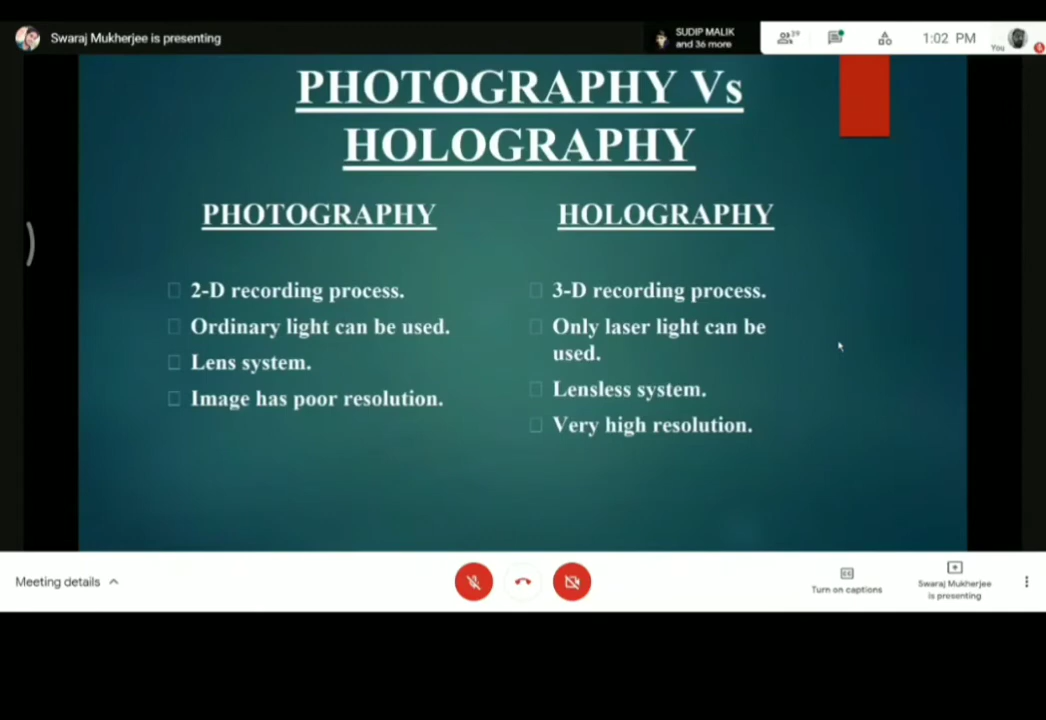 Swaraj Mukherjee is presenting
SUDIP MALIK
and 36 more
39
1:02 PM
You
PHOTOGRAPHY Vs
HOLOGRAPHY
PHOTOGRAPHY
2-D recording process.
Ordinary light can be used.
Lens system.
Image has poor resolution.
HOLOGRAPHY
3-D recording process.
Only laser light can be
used.
Lensless system.
Very high resolution.
Meeting details
Turn on captions
Swaraj Mukherjee
is presenting